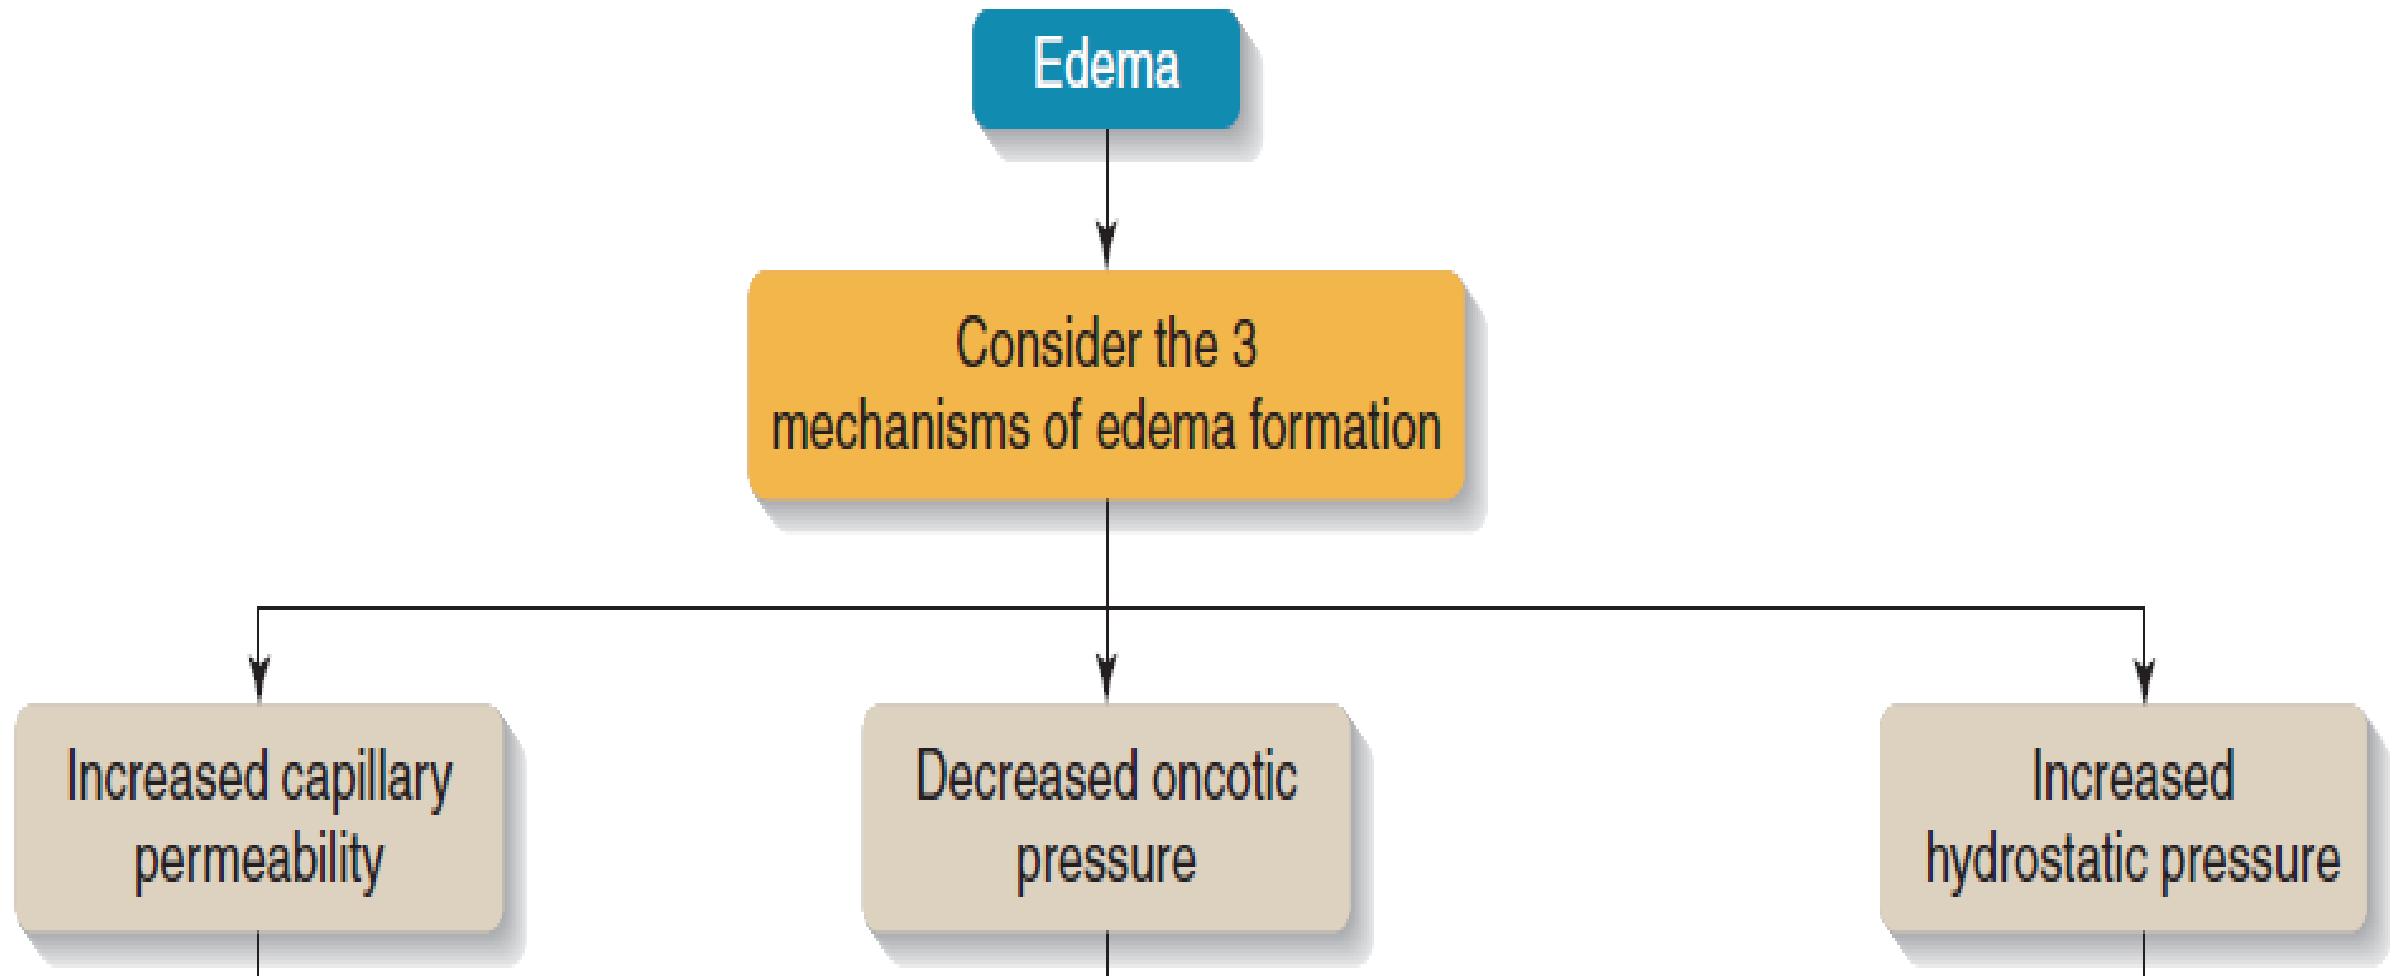 Edema
Consider the 3
mechanisms of edema formation
Increased capillary
permeability
Decreased oncotic
pressure
Increased
hydrostatic pressure